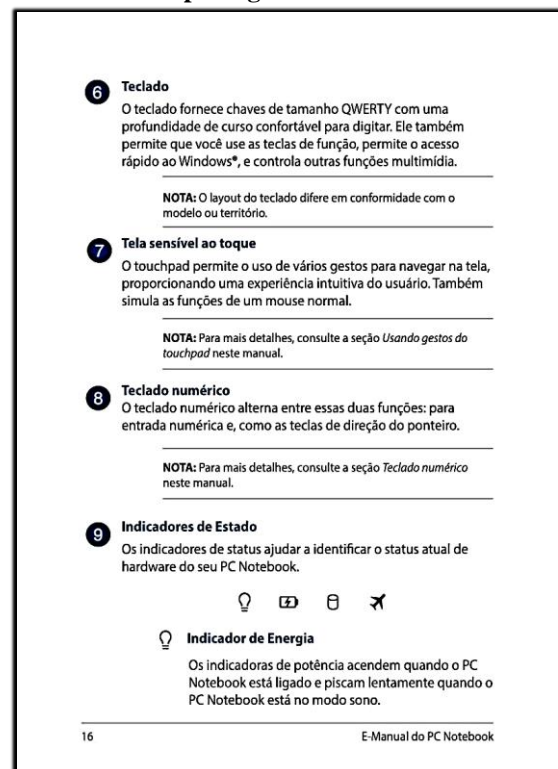 6 Teclado
O teclado fornece chaves de tamanho QWERTY com uma
profundidade de curso confortável para digitar. Ele também
permite que você use as teclas de função, permite o acesso
rápido ao Windows®, e controla outras funções multimídia.
NOTA: O layout do teclado difere em conformidade com o
modelo ou território.
7 Tela sensível ao toque
O touchpad permite o uso de vários gestos para navegar na tela,
proporcionando uma experiência intuitiva do usuário. Também
simula as funções de um mouse normal.
NOTA: Para mais detalhes, consulte a seção Usando gestos do
touchpad neste manual.
8 Teclado numérico
O teclado numérico alterna entre essas duas funções: para
entrada numérica e, como as teclas de direção do ponteiro.
NOTA: Para mais detalhes, consulte a seção Teclado numérico
neste manual.
9 Indicadores de Estado
Os indicadores de status ajudar a identificar o status atual de
hardware do seu PC Notebook.
Indicador de Energia
Os indicadoras de potência acendem quando o PC
Notebook está ligado e piscam lentamente quando o
PC Notebook está no modo sono.
16 E-Manual do PC Notebook